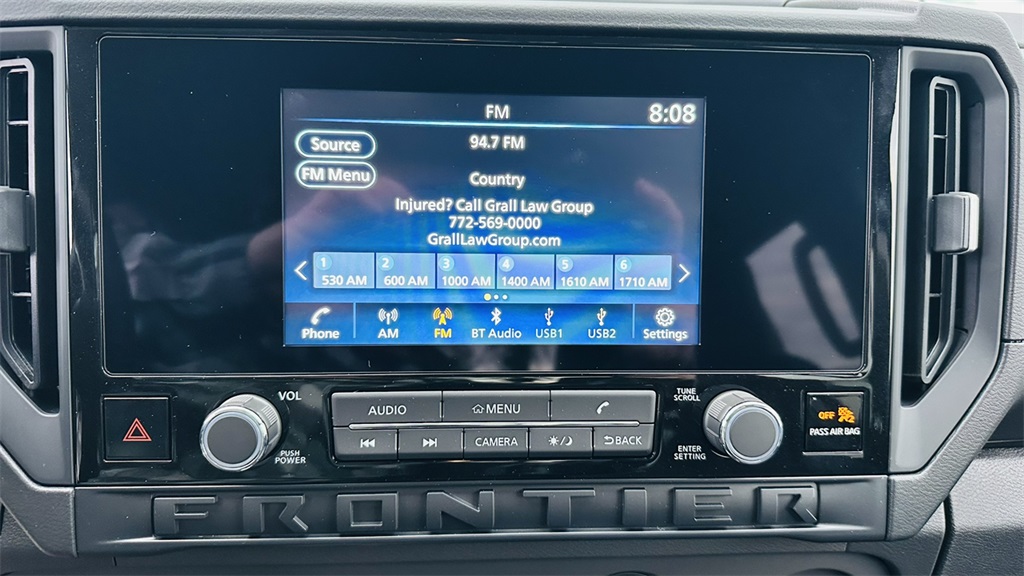 FM
8:08
Source
94.7 FM
FM Menu
Country
Injured? Call Grall Law Group
772-569-0000
GrallLawGroup.com
1 2 3 4 5 6
530 AM 600 AM 1000 AM 1400 AM 1610 AM 1710 AM
Phone AM FM BT Audio USB1 USB2 Settings
VOL
PUSH
POWER
AUDIO MENU
CAMERA BACK
TUNE
SCROLL
ENTER
SETTING
OFF
PASS AIR BAG
FRONTIER